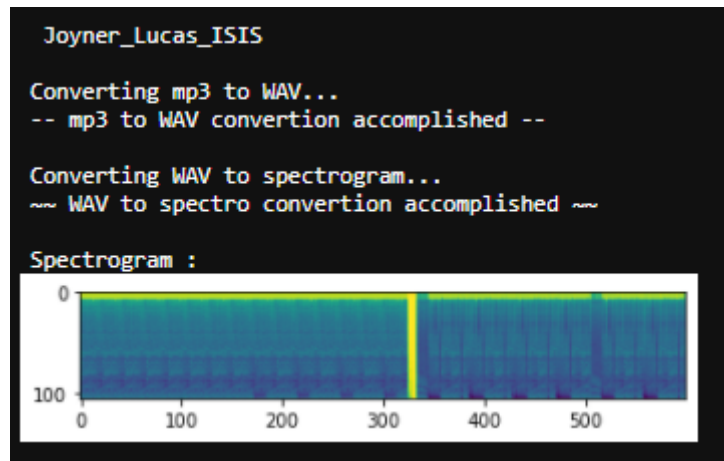 Joyner_Lucas_ISIS
Converting mp3 to WAV...
-- mp3 to WAV convertion accomplished --
Converting WAV to spectrogram...
~~ WAV to spectro convertion accomplished ~~
Spectrogram :
0
100
0 100 200 300 400 500